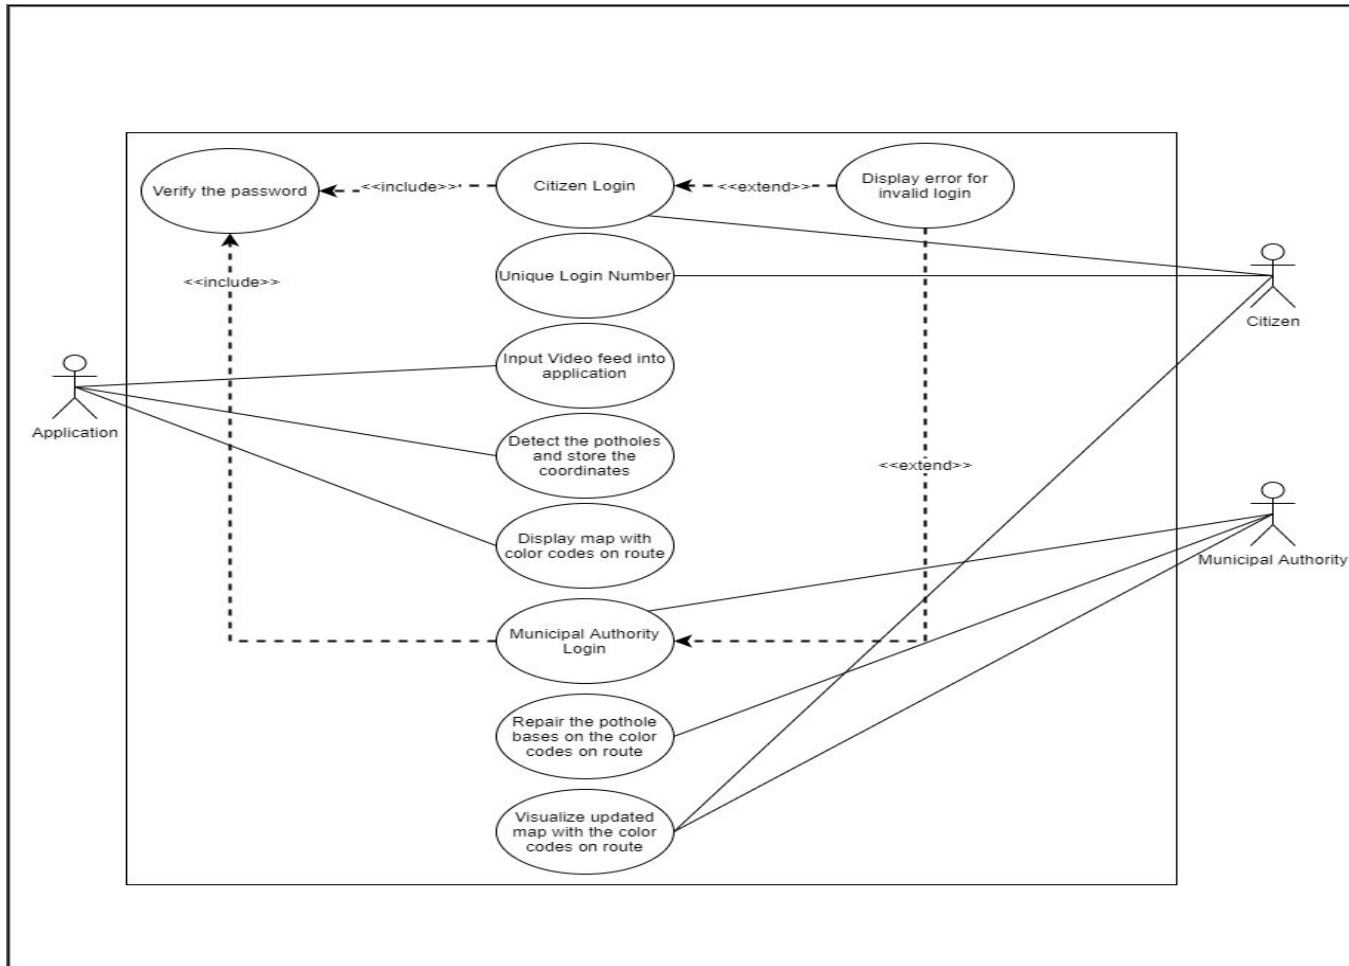 Verify the password
<<include>>
Citizen Login
<<extend>>
Display error for
invalid login
<<include>>
Unique Login Number
Citizen
Input Video feed into
application
Application
Detect the potholes
and store the
coordinates
<<extend>>
Display map with
color codes on route
Municipal Authority
Municipal Authority
Login
Repair the pothole
bases on the color
codes on route
Visualize updated
map with the color
codes on route